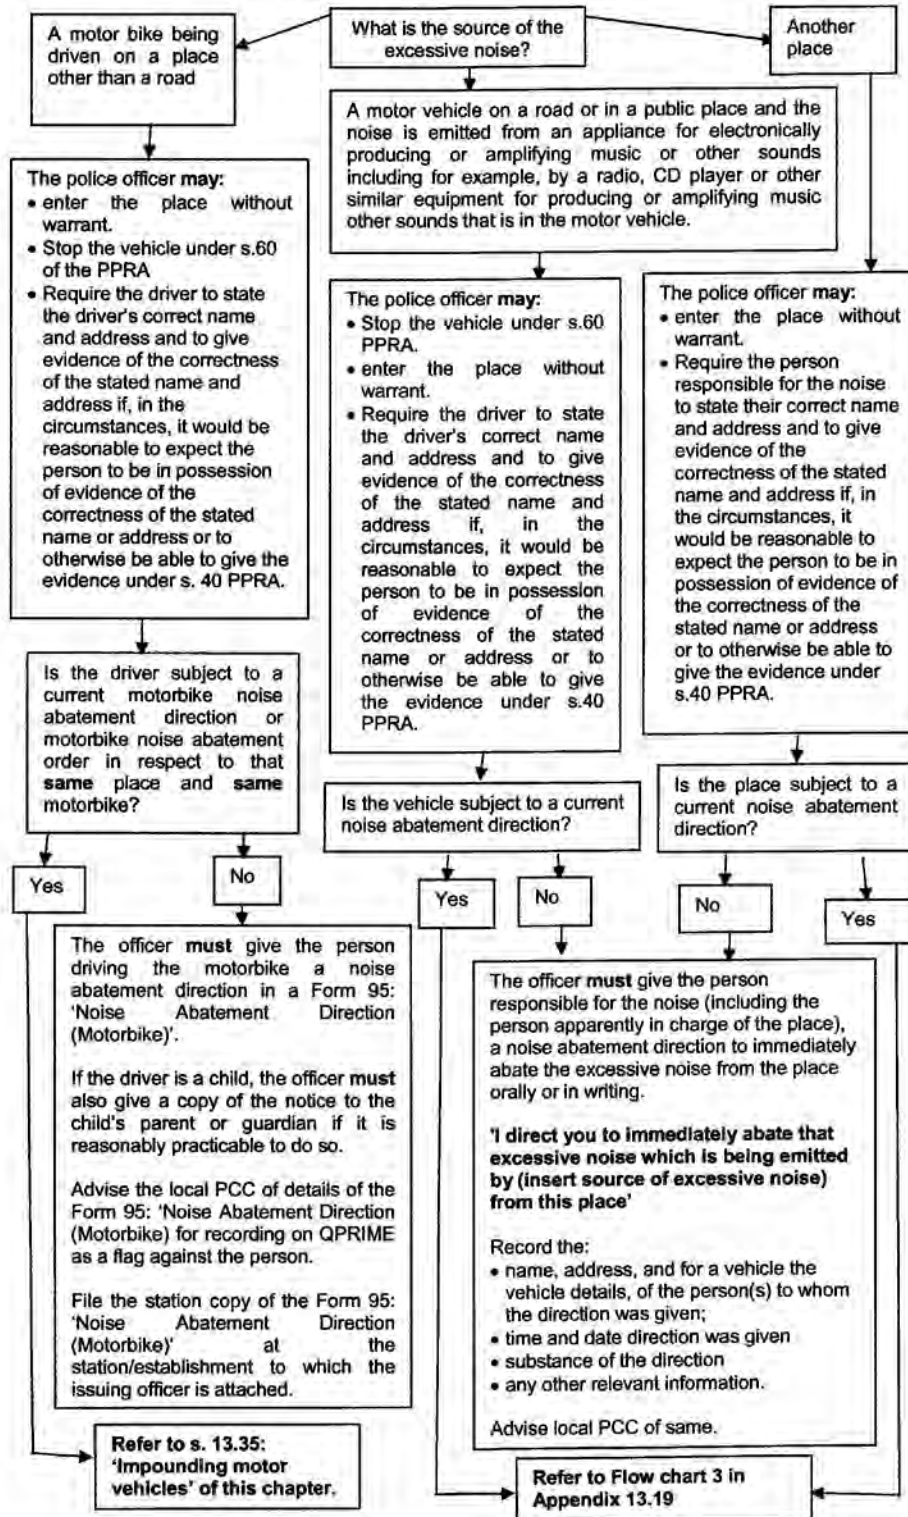 What is the source of the
excessive noise?
A motor bike being
driven on a place
other than a road
Another
place
A motor vehicle on a road or in a public place and the
noise is emitted from an appliance for electronically
producing or amplifying music or other sounds
including for example, by a radio, CD player or other
similar equipment for producing or amplifying music
other sounds that is in the motor vehicle.
The police officer may:
• enter the place without
warrant.
• Stop the vehicle under s.60
of the PPRA
• Require the driver to state
the driver's correct name
and address and to give
evidence of the correctness
of the stated name and
address if, in the
circumstances, it would be
reasonable to expect the
person to be in possession
of evidence of the
correctness of the stated
name or address or to
otherwise be able to give the
evidence under s. 40 PPRA.
The police officer may:
• Stop the vehicle under s.60
PPRA.
• enter the place without
warrant.
• Require the driver to state
the driver's correct name
and address and to give
evidence of the correctness
of the stated name and
address if, in the
circumstances, it would be
reasonable to expect the
person to be in possession
of evidence of the
correctness of the stated
name or address or to
otherwise be able to give
the evidence under s.40
PPRA.
The police officer may:
• enter the place without
warrant.
• Require the person
responsible for the noise
to state their correct name
and address and to give
evidence of the
correctness of the stated
name and address if, in
the circumstances, it
would be reasonable to
expect the person to be in
possession of evidence of
the correctness of the
stated name or address
or to otherwise be able to
give the evidence under
s.40 PPRA.
Is the driver subject to a
current motorbike noise
abatement direction or
motorbike noise abatement
order in respect to that
same place and same
motorbike?
Is the vehicle subject to a current
noise abatement direction?
Is the place subject to a
current noise abatement
direction?
Yes
No
Yes
No
No
Yes
The officer must give the person
driving the motorbike a noise
abatement direction in a Form 95:
'Noise Abatement Direction
(Motorbike)'.
If the driver is a child, the officer must
also give a copy of the notice to the
child's parent or guardian if it is
reasonably practicable to do so.
Advise the local PCC of details of the
Form 95: 'Noise Abatement Direction
(Motorbike) for recording on QPRIME
as a flag against the person.
File the station copy of the Form 95:
'Noise Abatement Direction
(Motorbike)' at the
station/establishment to which the
issuing officer is attached.
The officer must give the person
responsible for the noise (including the
person apparently in charge of the place),
a noise abatement direction to immediately
abate the excessive noise from the place
orally or in writing.
'I direct you to immediately abate that
excessive noise which is being emitted
by (insert source of excessive noise)
from this place'
Record the:
• name, address, and for a vehicle the
vehicle details, of the person(s) to whom
the direction was given;
• time and date direction was given
• substance of the direction
• any other relevant information.
Advise local PCC of same.
Refer to s. 13.35:
'Impounding motor
vehicles' of this chapter.
Refer to Flow chart 3 in
Appendix 13.19